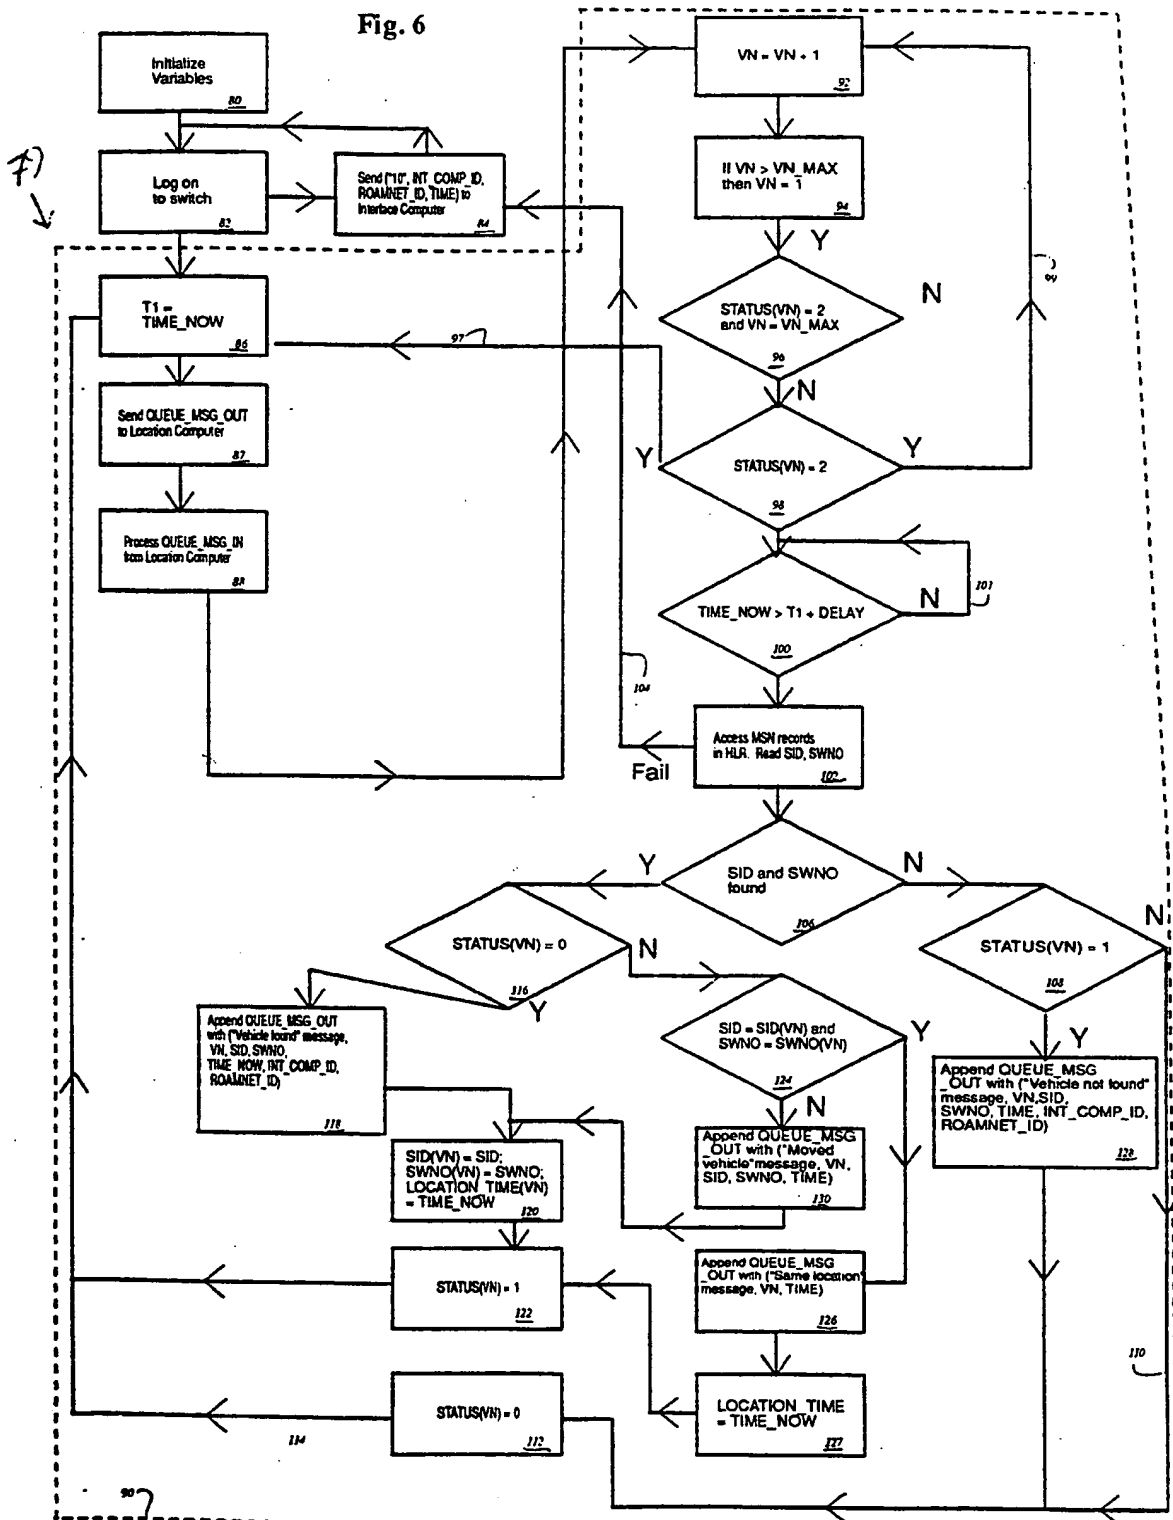 Fig. 6
Initialize
Variables
80
Log on
to switch
82
Send ("10", INT_COMP_ID,
ROAMNET_ID, TIME) to
Interface Computer
84
7)
T1 =
TIME_NOW
86
Send QUEUE_MSG_OUT
to Location Computer
87
Process QUEUE_MSG_IN
from Location Computer
88
VN = VN + 1
92
If VN > VN_MAX
then VN = 1
94
Y
STATUS(VN) = 2
and VN = VN_MAX
N
96
97
N
Y
STATUS(VN) = 2
Y
98
TIME_NOW > T1 + DELAY
N
100
101
104
Access MSN records
in HLR. Read SID, SWNO
102
Fail
Y
SID and SWNO
found
N
106
STATUS(VN) = 0
N
116
Y
STATUS(VN) = 1
N
108
Y
Append QUEUE_MSG_OUT
with ("Vehicle found" message,
VN, SID, SWNO,
TIME_NOW, INT_COMP_ID,
ROAMNET_ID)
118
SID = SID(VN) and
SWNO = SWNO(VN)
Y
124
N
Append QUEUE_MSG
_OUT with ("Vehicle not found"
message, VN,SID,
SWNO, TIME, INT_COMP_ID,
ROAMNET_ID)
128
SID(VN) = SID;
SWNO(VN) = SWNO;
LOCATION_TIME(VN)
= TIME_NOW
120
Append QUEUE_MSG
_OUT with ("Moved
vehicle"message, VN,
SID, SWNO, TIME)
130
STATUS(VN) = 1
122
Append QUEUE_MSG
_OUT with ("Same location"
message, VN, TIME)
126
STATUS(VN) = 0
112
LOCATION_TIME
= TIME_NOW
127
110
114
90